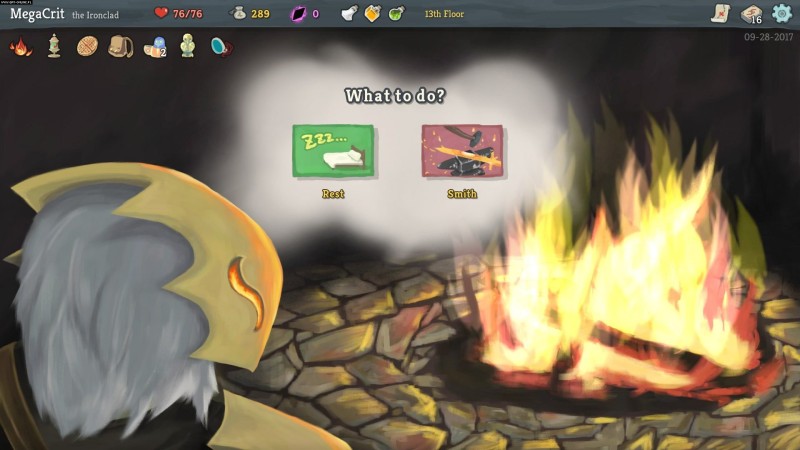 MegaCrit the Ironclad 76/76 289 0 13th Floor 16
09-28-2017
2
What to do?
Zzz...
Rest Smith